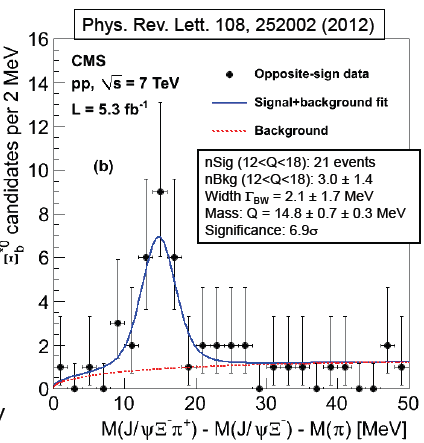 Phys. Rev. Lett. 108, 252002 (2012)
Ξ*⁰b candidates per 2 MeV
16
14
12
10
8
6
4
2
0
CMS
pp, √s = 7 TeV
L = 5.3 fb⁻¹
(b)
Opposite-sign data
Signal+background fit
Background
nSig (12<Q<18): 21 events
nBkg (12<Q<18): 3.0 ± 1.4
Width ΓBW = 2.1 ± 1.7 MeV
Mass: Q = 14.8 ± 0.7 ± 0.3 MeV
Significance: 6.9σ
0 10 20 30 40 50
M(J/ψΞ⁻π⁺) - M(J/ψΞ⁻) - M(π) [MeV]